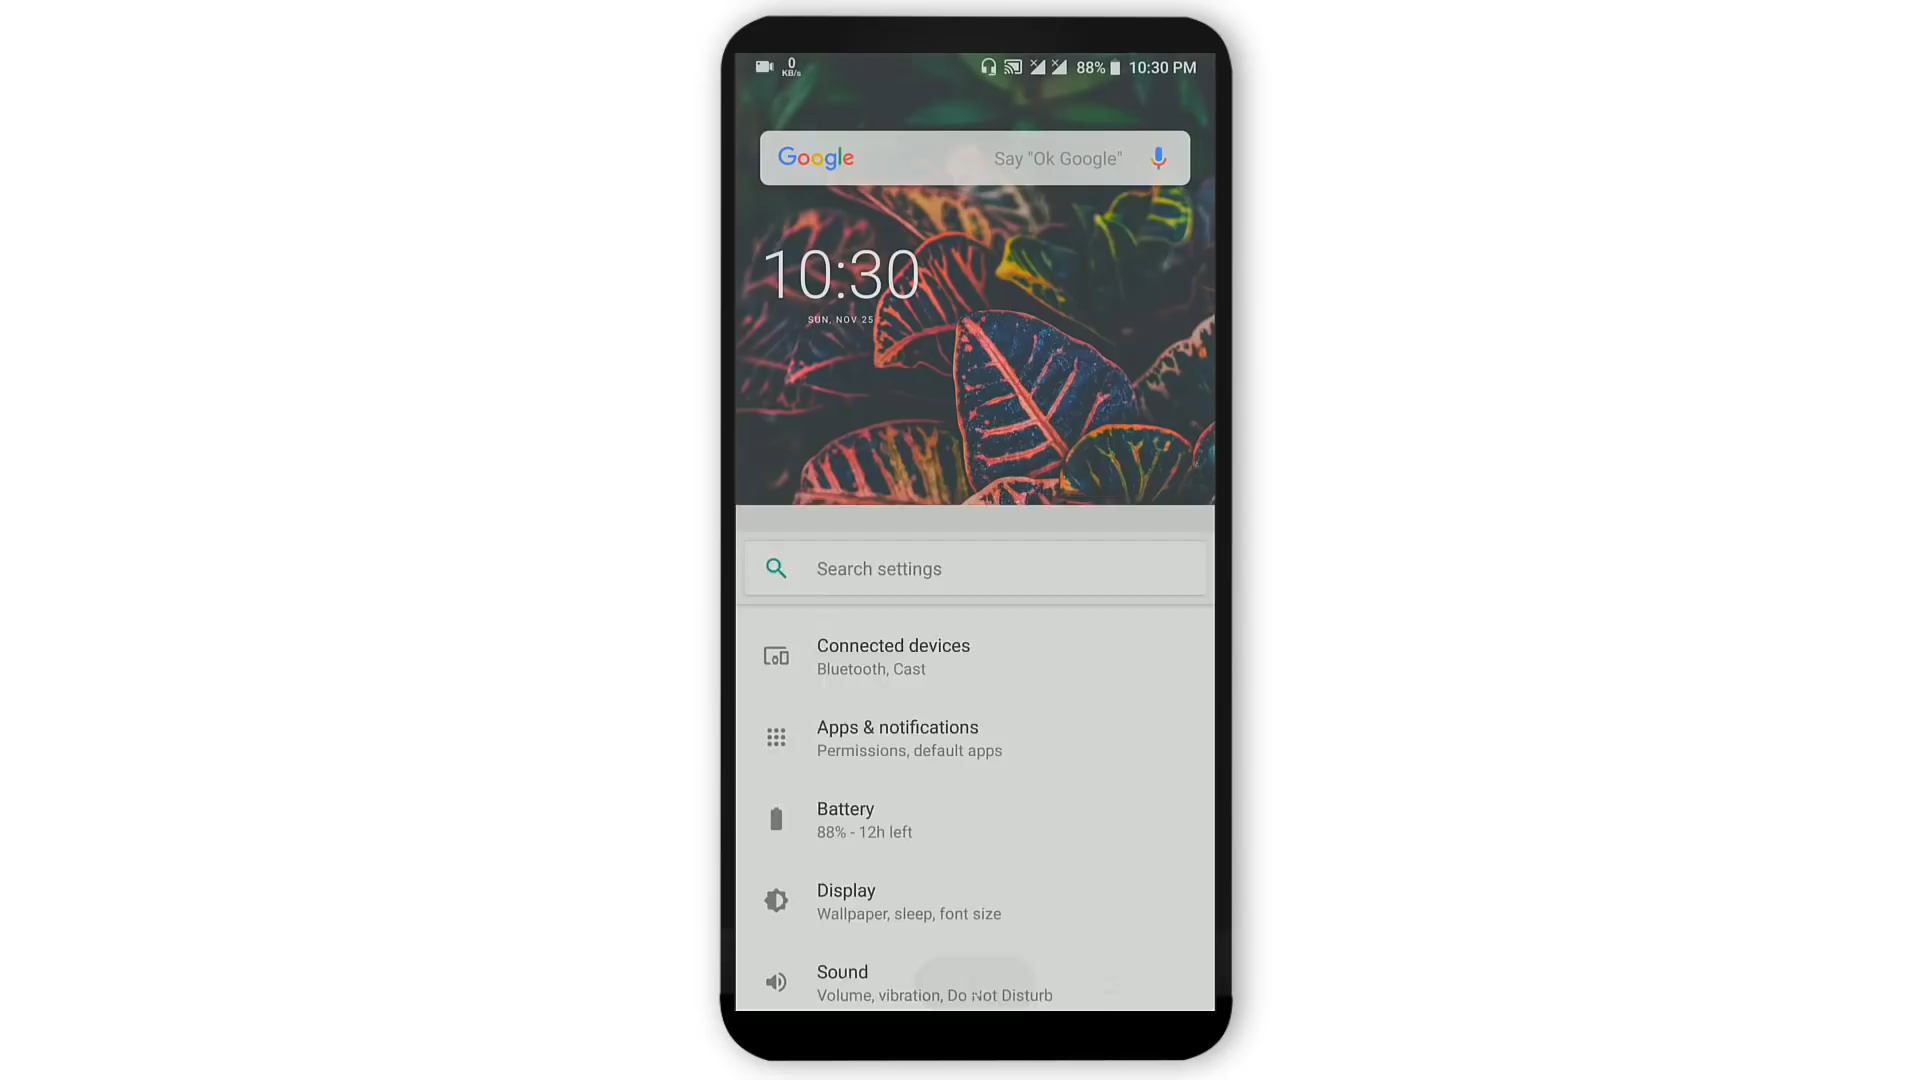 0
KB/s
88% 10:30 PM
Google Say "Ok Google"
10:30
SUN, NOV 25
Search settings
Connected devices
Bluetooth, Cast
Apps & notifications
Permissions, default apps
Battery
88% - 12h left
Display
Wallpaper, sleep, font size
Sound
Volume, vibration, Do Not Disturb